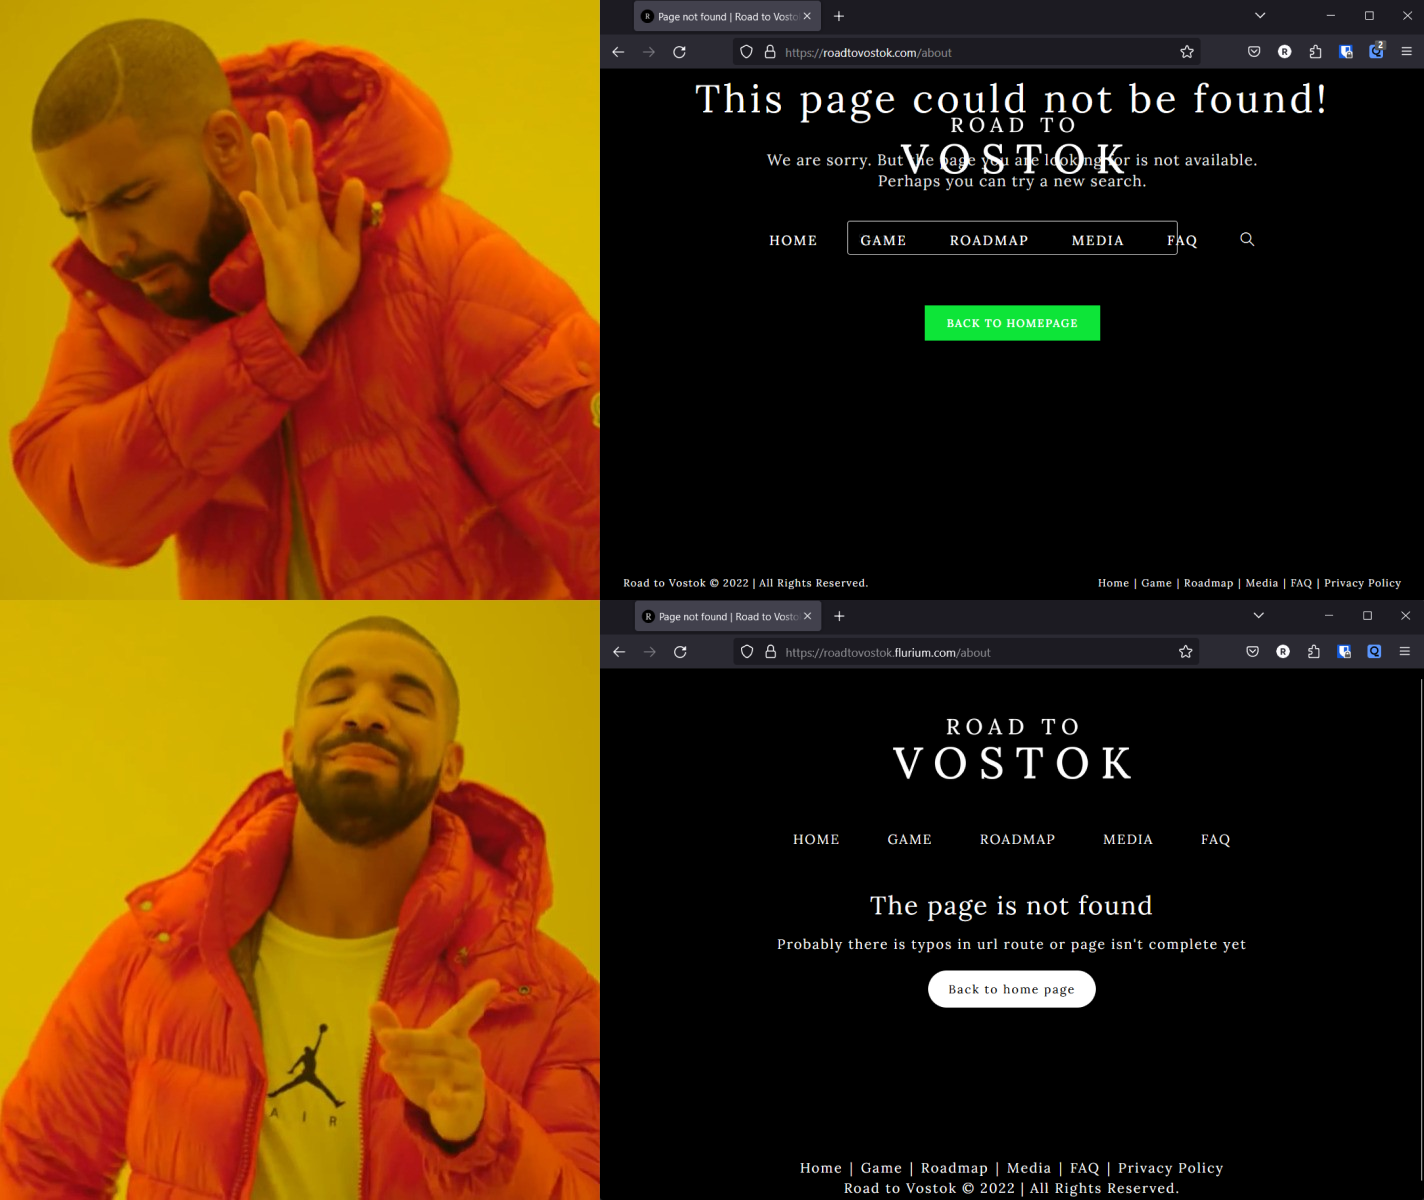 Page not found | Road to Vosto
https://roadtovostok.com/about
2
This page could not be found!
ROAD TO
VOSTOK
We are sorry. But the page you are looking for is not available.
Perhaps you can try a new search.
HOME GAME ROADMAP MEDIA FAQ
BACK TO HOMEPAGE
Road to Vostok © 2022 | All Rights Reserved. Home | Game | Roadmap | Media | FAQ | Privacy Policy
Page not found | Road to Vosto
https://roadtovostok.flurium.com/about
ROAD TO
VOSTOK
HOME GAME ROADMAP MEDIA FAQ
The page is not found
Probably there is typos in url route or page isn't complete yet
Back to home page
AIR
Home | Game | Roadmap | Media | FAQ | Privacy Policy
Road to Vostok © 2022 | All Rights Reserved.